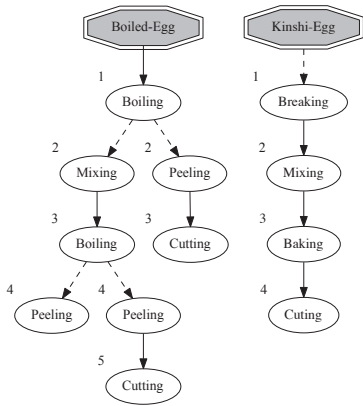 Boiled-Egg
1
Boiling
2
Mixing
2
Peeling
3
Boiling
3
Cutting
4
Peeling
4
Peeling
5
Cutting
Kinshi-Egg
1
Breaking
2
Mixing
3
Baking
4
Cuting